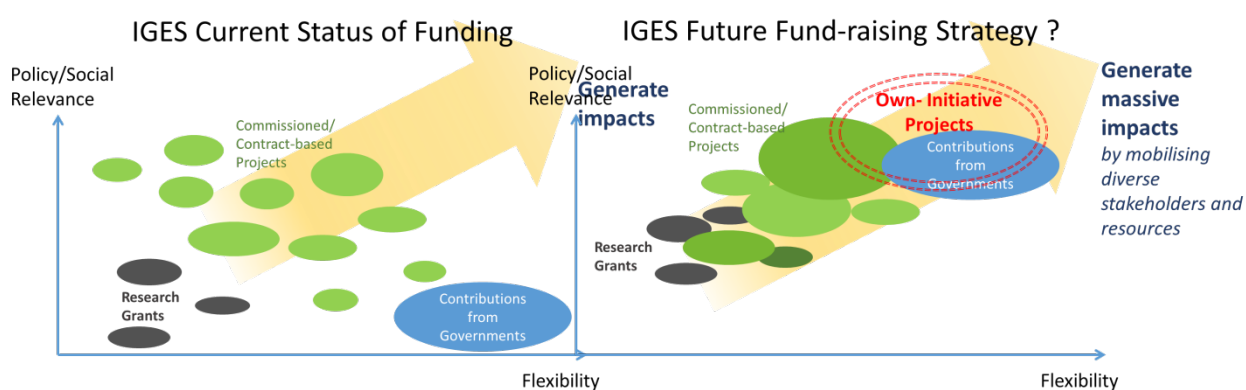 IGES Current Status of Funding
Policy/Social
Relevance
Commissioned/
Contract-based
Projects
Generate
impacts
Research
Grants
Contributions
from
Governments
Flexibility
IGES Future Fund-raising Strategy ?
Policy/Social
Relevance
Commissioned/
Contract-based
Projects
Own- Initiative
Projects
Contributions
from
Governments
Research
Grants
Generate
massive
impacts
by mobilising
diverse
stakeholders and
resources
Flexibility